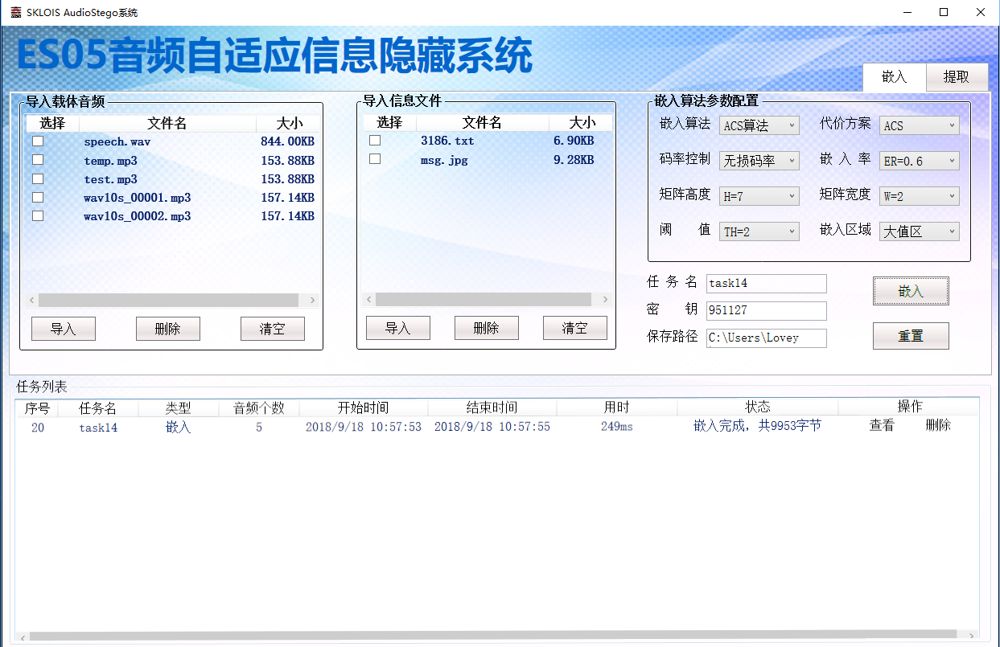 SKLOIS AudioStego系统
ES05音频自适应信息隐藏系统
嵌入 提取
导入载体音频
选择 文件名 大小
speech.wav 844.00KB
temp.mp3 153.88KB
test.mp3 153.88KB
wav10s_00001.mp3 157.14KB
wav10s_00002.mp3 157.14KB
导入 删除 清空
导入信息文件
选择 文件名 大小
3186.txt 6.90KB
msg.jpg 9.28KB
导入 删除 清空
嵌入算法参数配置
嵌入算法 ACS算法 代价方案 ACS
码率控制 无损码率 嵌 入 率 ER=0.6
矩阵高度 H=7 矩阵宽度 W=2
阈 值 TH=2 嵌入区域 大值区
任 务 名 task14
密 钥 951127
保存路径 C:\Users\Lovey
嵌入
重置
任务列表
序号 任务名 类型 音频个数 开始时间 结束时间 用时 状态 操作
20 task14 嵌入 5 2018/9/18 10:57:53 2018/9/18 10:57:55 249ms 嵌入完成，共9953字节 查看 删除